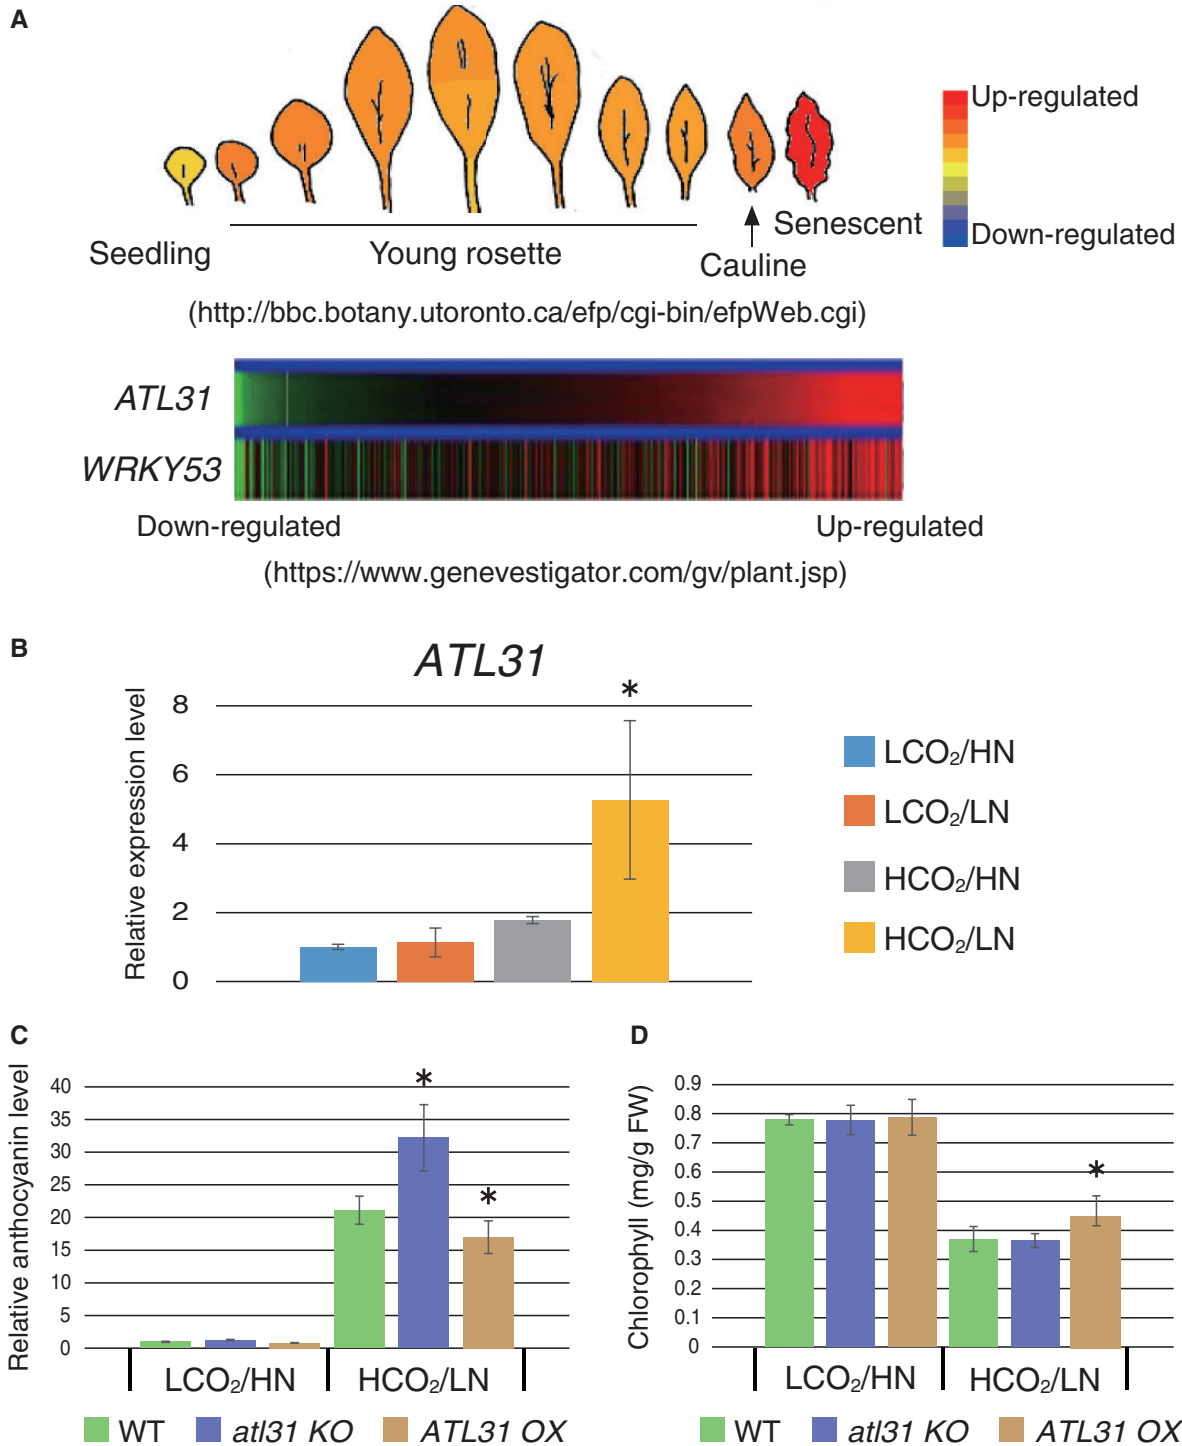 A
Up-regulated
Down-regulated
Seedling
Young rosette
Cauline
Senescent
(http://bbc.botany.utoronto.ca/efp/cgi-bin/efpWeb.cgi)
ATL31
WRKY53
Down-regulated
Up-regulated
(https://www.genevestigator.com/gv/plant.jsp)
B
ATL31
Relative expression level
8
6
4
2
0
*
LCO₂/HN
LCO₂/LN
HCO₂/HN
HCO₂/LN
C
Relative anthocyanin level
40
35
30
25
20
15
10
5
0
*
*
LCO₂/HN
HCO₂/LN
WT
atl31 KO
ATL31 OX
D
Chlorophyll (mg/g FW)
0.9
0.8
0.7
0.6
0.5
0.4
0.3
0.2
0.1
0
*
LCO₂/HN
HCO₂/LN
WT
atl31 KO
ATL31 OX